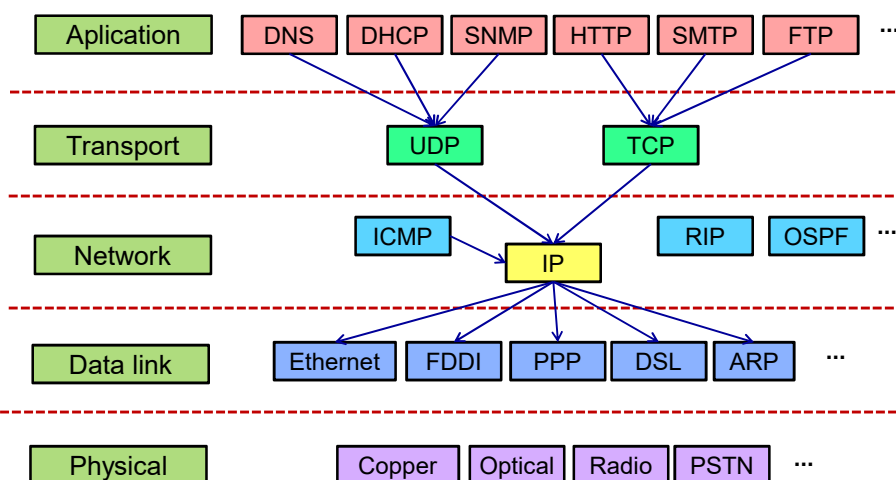 Aplication DNS DHCP SNMP HTTP SMTP FTP ...
Transport UDP TCP
Network ICMP IP RIP OSPF ...
Data link Ethernet FDDI PPP DSL ARP ...
Physical Copper Optical Radio PSTN ...